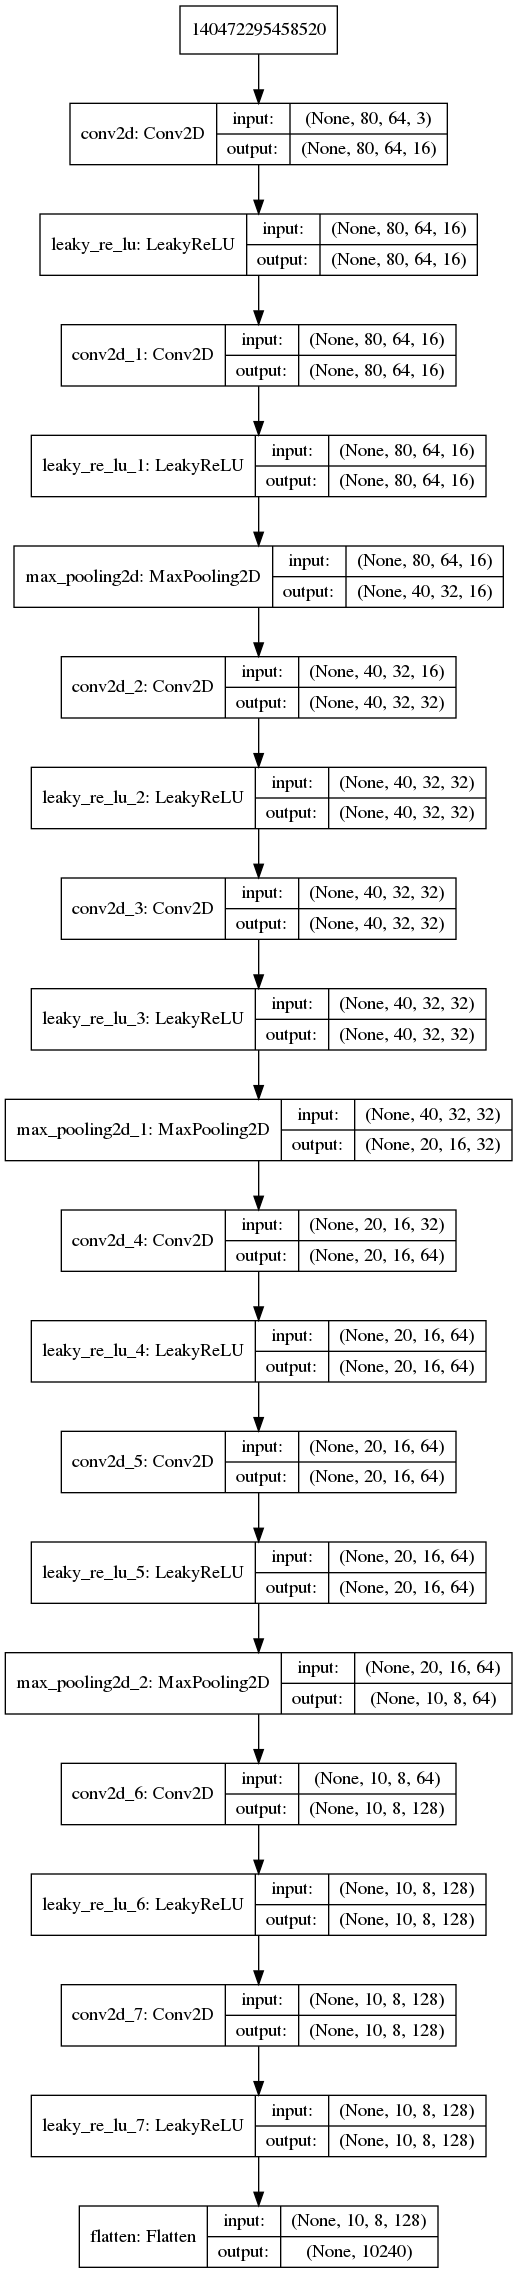 140472295458520
conv2d: Conv2D
input: (None, 80, 64, 3)
output: (None, 80, 64, 16)
leaky_re_lu: LeakyReLU
input: (None, 80, 64, 16)
output: (None, 80, 64, 16)
conv2d_1: Conv2D
input: (None, 80, 64, 16)
output: (None, 80, 64, 16)
leaky_re_lu_1: LeakyReLU
input: (None, 80, 64, 16)
output: (None, 80, 64, 16)
max_pooling2d: MaxPooling2D
input: (None, 80, 64, 16)
output: (None, 40, 32, 16)
conv2d_2: Conv2D
input: (None, 40, 32, 16)
output: (None, 40, 32, 32)
leaky_re_lu_2: LeakyReLU
input: (None, 40, 32, 32)
output: (None, 40, 32, 32)
conv2d_3: Conv2D
input: (None, 40, 32, 32)
output: (None, 40, 32, 32)
leaky_re_lu_3: LeakyReLU
input: (None, 40, 32, 32)
output: (None, 40, 32, 32)
max_pooling2d_1: MaxPooling2D
input: (None, 40, 32, 32)
output: (None, 20, 16, 32)
conv2d_4: Conv2D
input: (None, 20, 16, 32)
output: (None, 20, 16, 64)
leaky_re_lu_4: LeakyReLU
input: (None, 20, 16, 64)
output: (None, 20, 16, 64)
conv2d_5: Conv2D
input: (None, 20, 16, 64)
output: (None, 20, 16, 64)
leaky_re_lu_5: LeakyReLU
input: (None, 20, 16, 64)
output: (None, 20, 16, 64)
max_pooling2d_2: MaxPooling2D
input: (None, 20, 16, 64)
output: (None, 10, 8, 64)
conv2d_6: Conv2D
input: (None, 10, 8, 64)
output: (None, 10, 8, 128)
leaky_re_lu_6: LeakyReLU
input: (None, 10, 8, 128)
output: (None, 10, 8, 128)
conv2d_7: Conv2D
input: (None, 10, 8, 128)
output: (None, 10, 8, 128)
leaky_re_lu_7: LeakyReLU
input: (None, 10, 8, 128)
output: (None, 10, 8, 128)
flatten: Flatten
input: (None, 10, 8, 128)
output: (None, 10240)